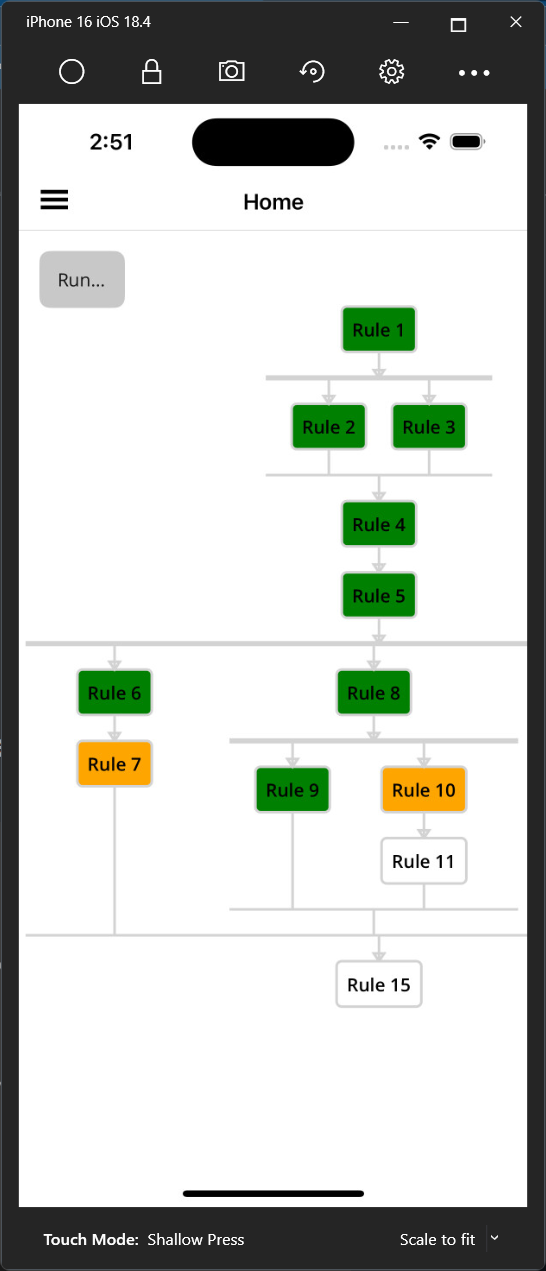 iPhone 16 iOS 18.4
2:51
Home
Run...
Rule 1
Rule 2 Rule 3
Rule 4
Rule 5
Rule 6 Rule 8
Rule 7
Rule 9 Rule 10
Rule 11
Rule 15
Touch Mode: Shallow Press Scale to fit